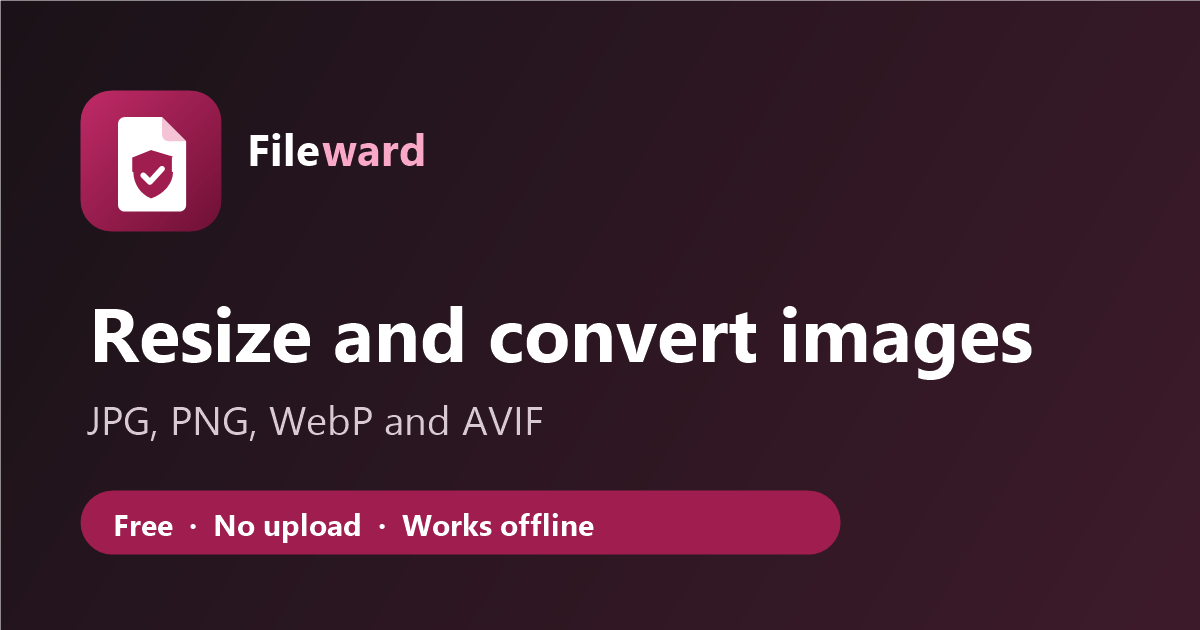 Fileward
Resize and convert images
JPG, PNG, WebP and AVIF
Free · No upload · Works offline